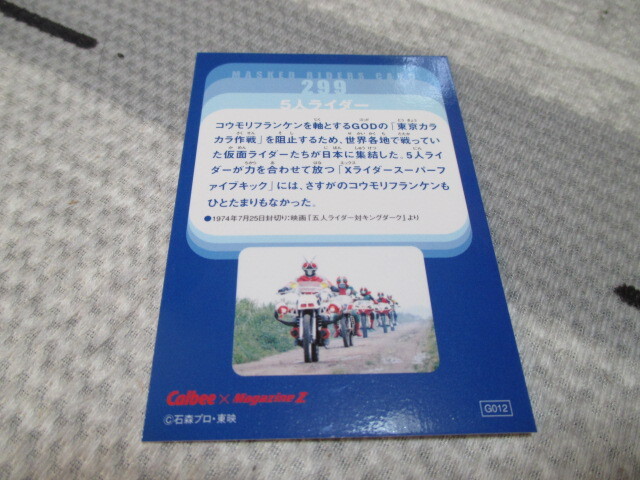 MASKED RIDERS CARD
299
5人ライダー
コウモリフランケンを軸とするGODの「東京カラ
カラ作戦」を阻止するため、世界各地で戦ってい
た仮面ライダーたちが日本に集結した。5人ライ
ダーが力を合わせて放つ「Xライダースーパーフ
ァイブキック」には、さすがのコウモリフランケンも
ひとたまりもなかった。
●1974年7月25日封切り:映画「五人ライダー対キングダーク」より
Calbee×Magazine Z
©石森プロ・東映
G012